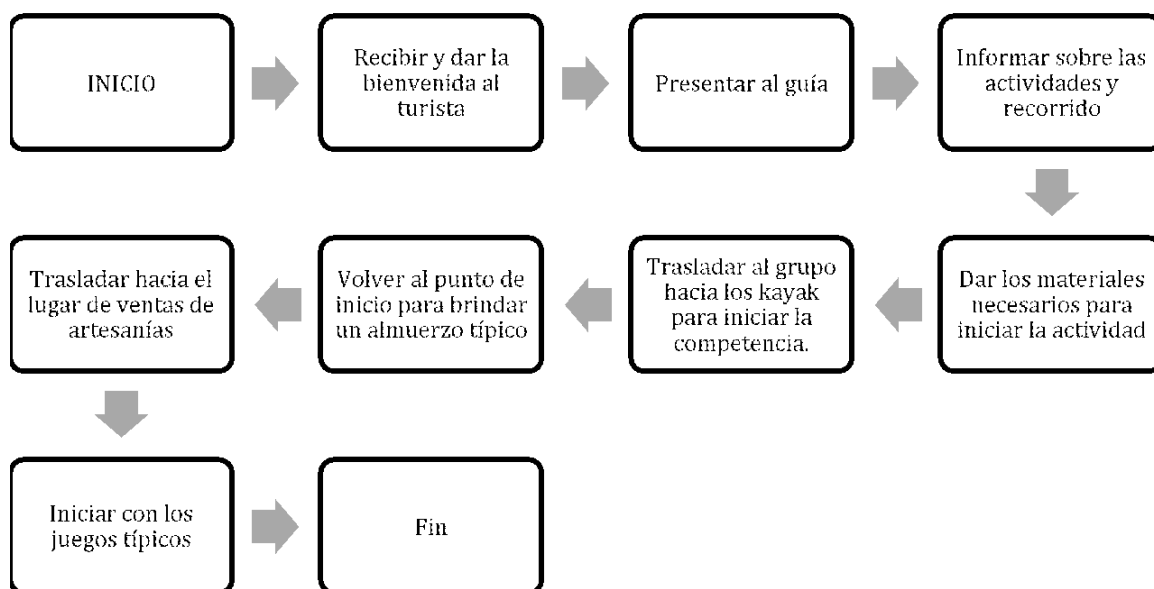 INICIO
Recibir y dar la
bienvenida al
turista
Presentar al guía
Informar sobre las
actividades y
recorrido
Dar los materiales
necesarios para
iniciar la actividad
Trasladar al grupo
hacia los kayak
para iniciar la
competencia.
Volver al punto de
inicio para brindar
un almuerzo típico
Trasladar hacia el
lugar de ventas de
artesanías
Iniciar con los
juegos típicos
Fin